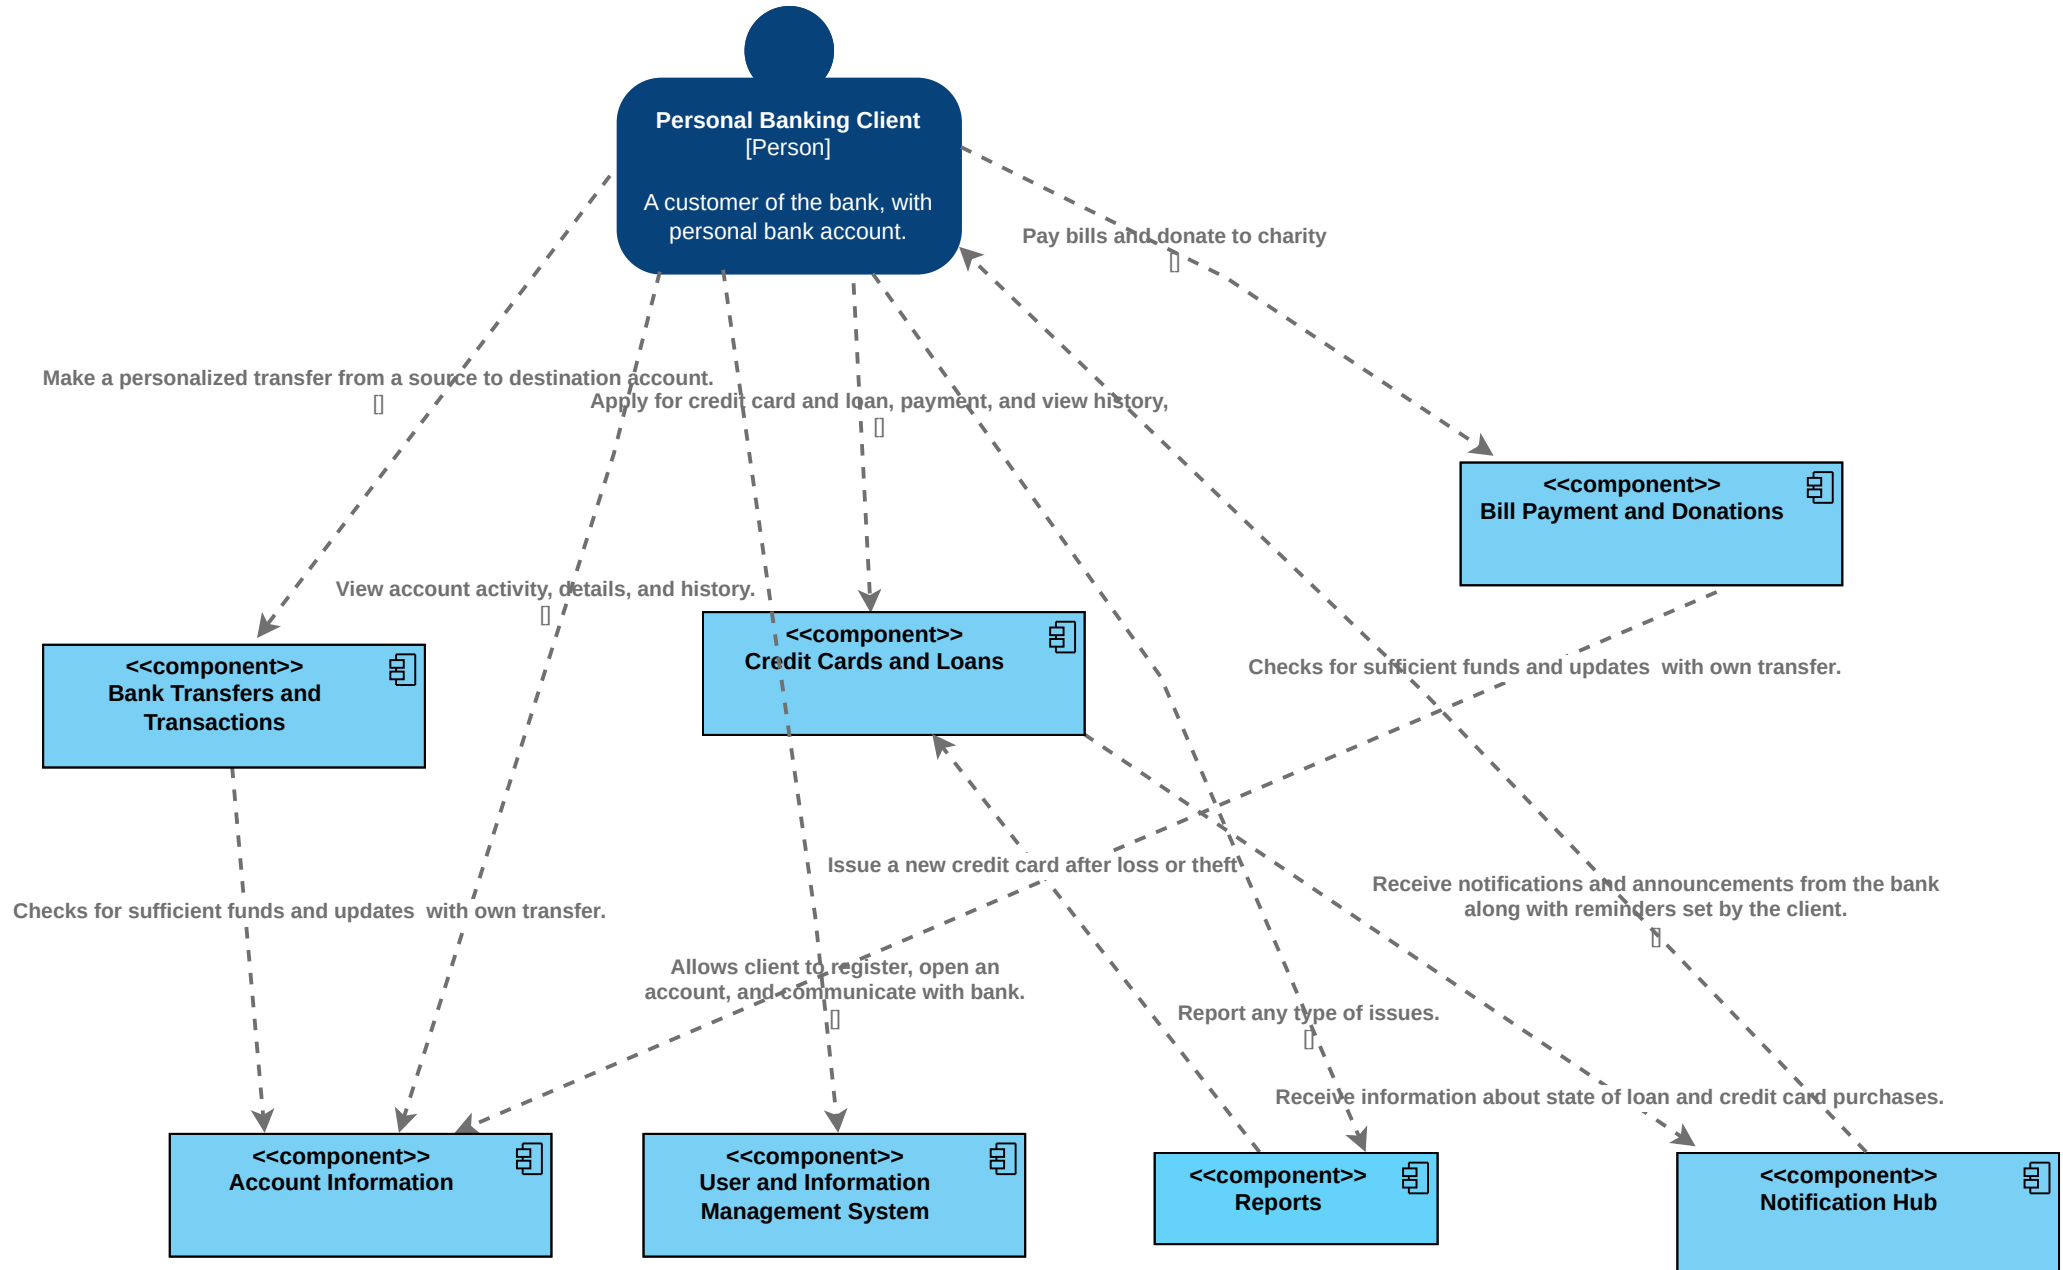 Personal Banking Client
[Person]
A customer of the bank, with
personal bank account.
Pay bills and donate to charity
[]
Make a personalized transfer from a source to destination account.
[]
Apply for credit card and loan, payment, and view history,
[]
<<component>>
Bill Payment and Donations
View account activity, details, and history.
[]
<<component>>
Credit Cards and Loans
<<component>>
Bank Transfers and
Transactions
Checks for sufficient funds and updates  with own transfer.
Issue a new credit card after loss or theft
Receive notifications and announcements from the bank
along with reminders set by the client.
[]
Checks for sufficient funds and updates  with own transfer.
Allows client to register, open an
account, and communicate with bank.
[]
Report any type of issues.
[]
Receive information about state of loan and credit card purchases.
<<component>>
Account Information
<<component>>
User and Information
Management System
<<component>>
Reports
<<component>>
Notification Hub